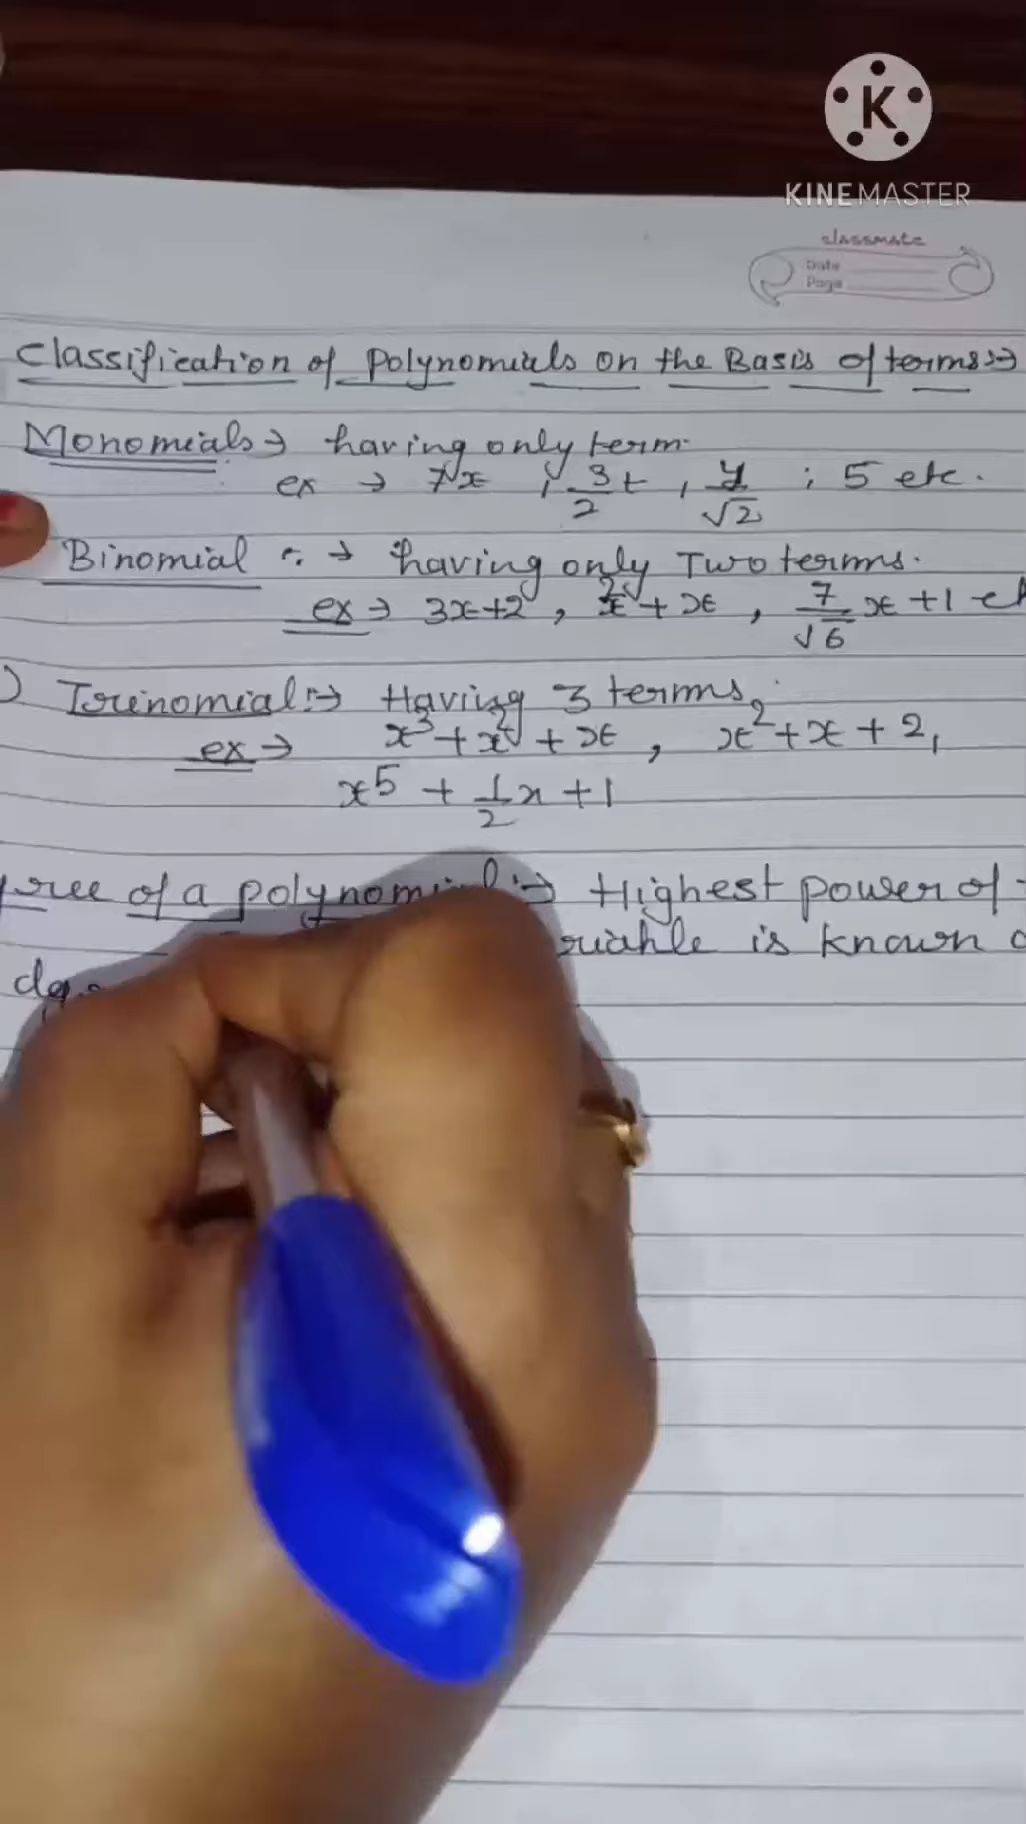 K
KINEMASTER
classmate
Date
Page
Classification of Polynomials on the Basis of terms :→
Monomials → having only term.
ex → 7x , 3/2 t , y/√2 ; 5 etc.
Binomial :→ having only Two terms.
ex → 3x+2 , x²+x , 7/√6 x+1
) Trinomial :→ Having 3 terms.
ex → x³+x²+x , x²+x+2,
x⁵ + 1/2 x + 1
of a polynomial :→ Highest power of
is known